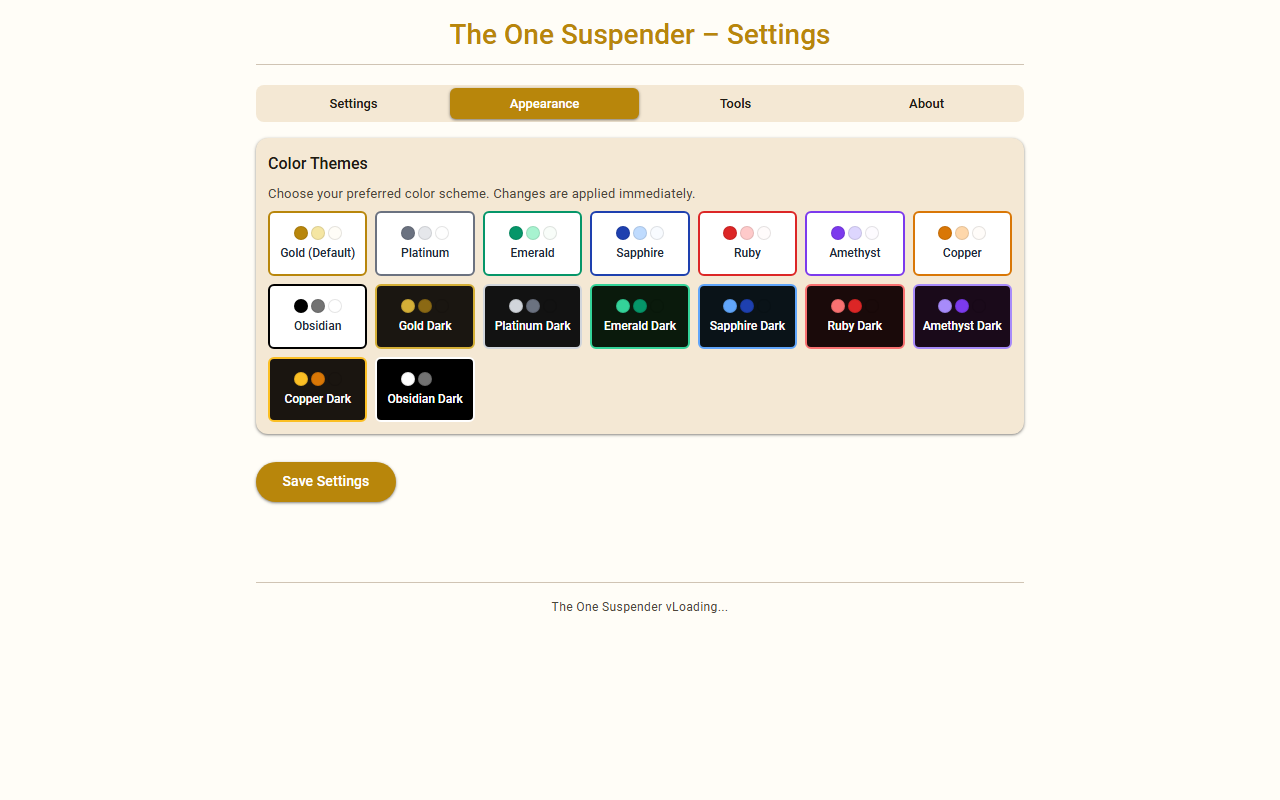 The One Suspender – Settings
Settings Appearance Tools About
Color Themes
Choose your preferred color scheme. Changes are applied immediately.
Gold (Default) Platinum Emerald Sapphire Ruby Amethyst Copper
Obsidian Gold Dark Platinum Dark Emerald Dark Sapphire Dark Ruby Dark Amethyst Dark
Copper Dark Obsidian Dark
Save Settings
The One Suspender vLoading...